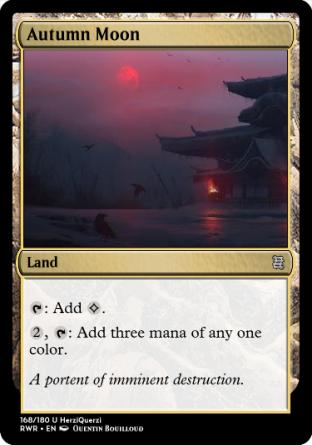 Autumn Moon
Land
: Add .
2, : Add three mana of any one
color.
A portent of imminent destruction.
168/180 U HerziQuerzi
RWR • EN Quentin Bouilloud